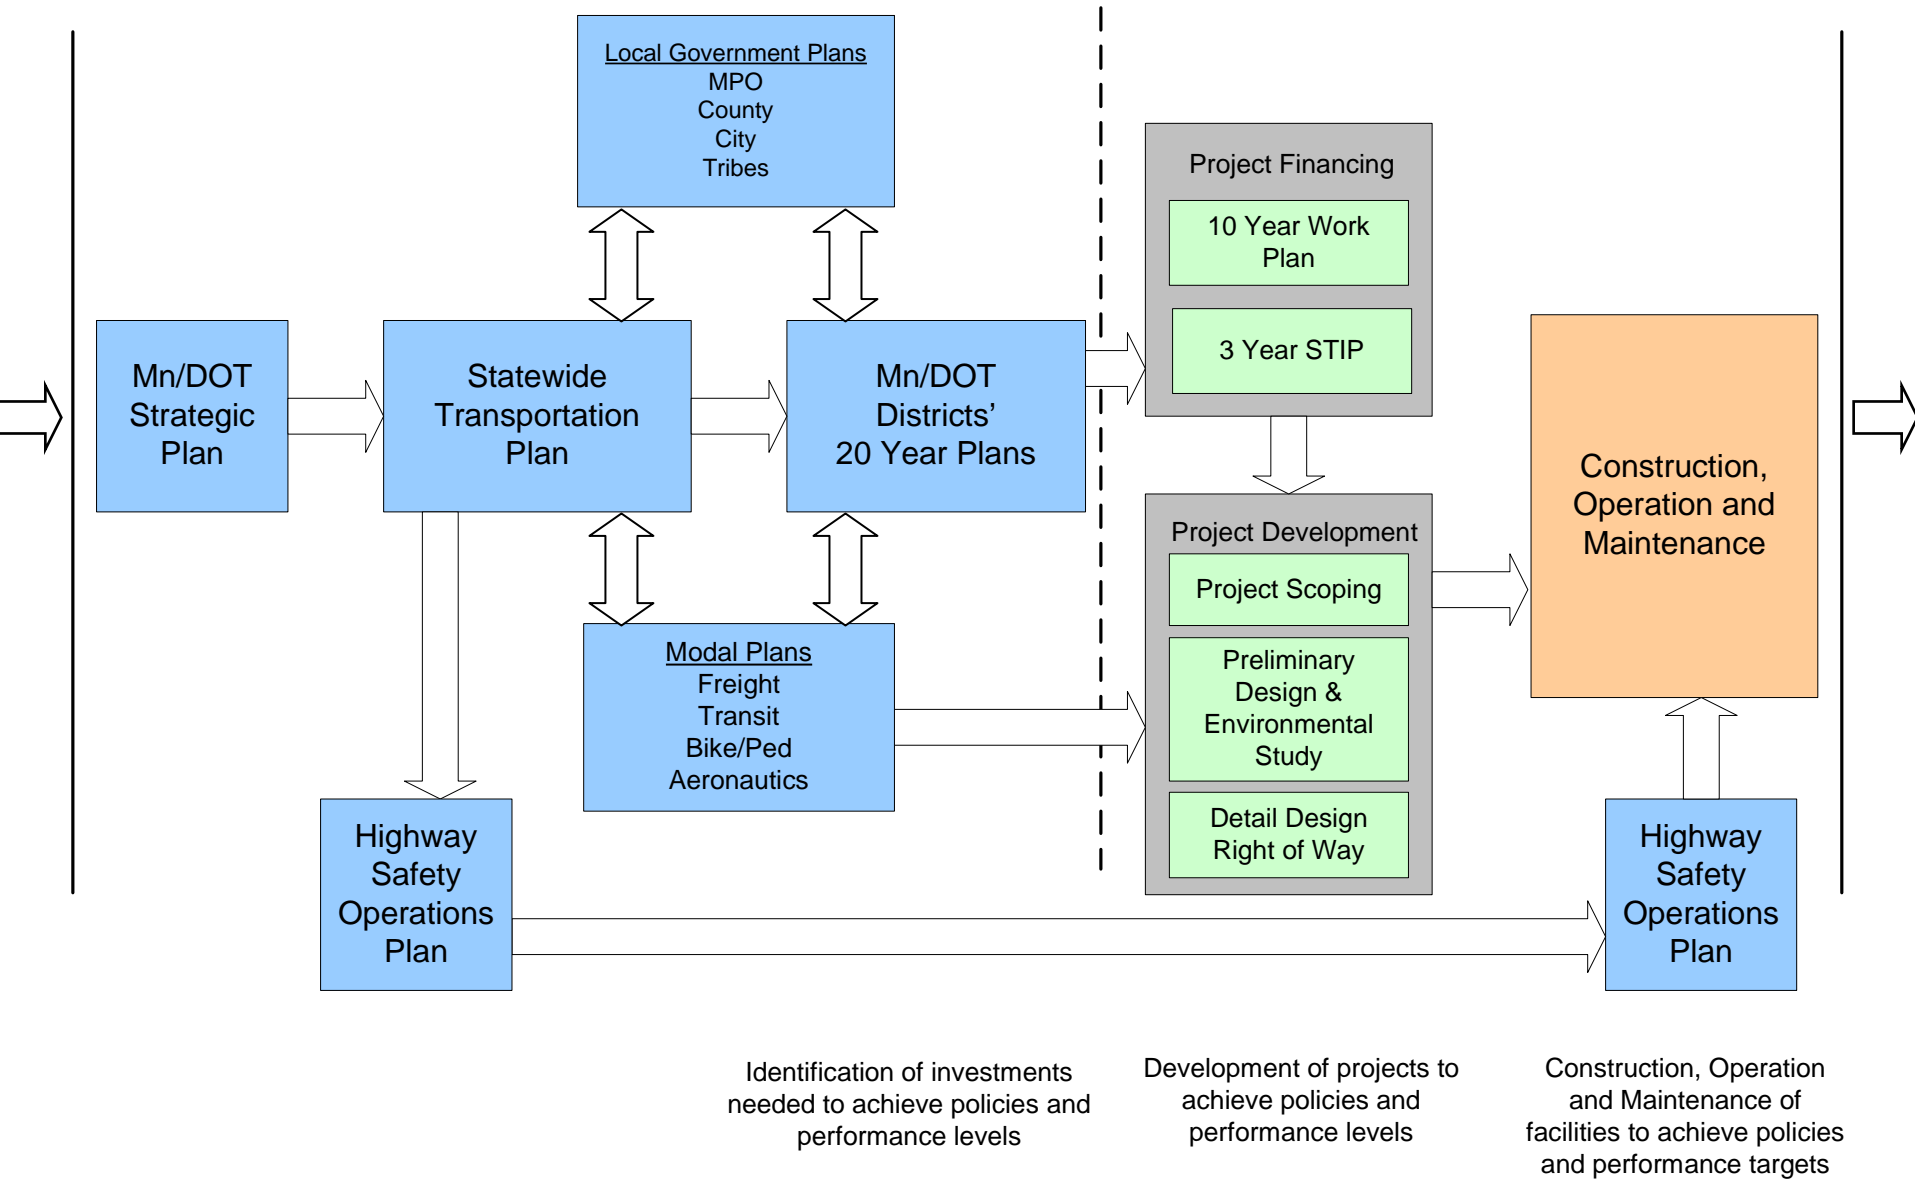 Local Government Plans
MPO
County
City
Tribes
Project Financing
10 Year Work
Plan
3 Year STIP
Mn/DOT
Strategic
Plan
Statewide
Transportation
Plan
Mn/DOT
Districts’
20 Year Plans
Construction,
Operation and
Maintenance
Project Development
Project Scoping
Preliminary
Design &
Environmental
Study
Detail Design
Right of Way
Modal Plans
Freight
Transit
Bike/Ped
Aeronautics
Highway
Safety
Operations
Plan
Highway
Safety
Operations
Plan
Identification of investments
needed to achieve policies and
performance levels
Development of projects to
achieve policies and
performance levels
Construction, Operation
and Maintenance of
facilities to achieve policies
and performance targets